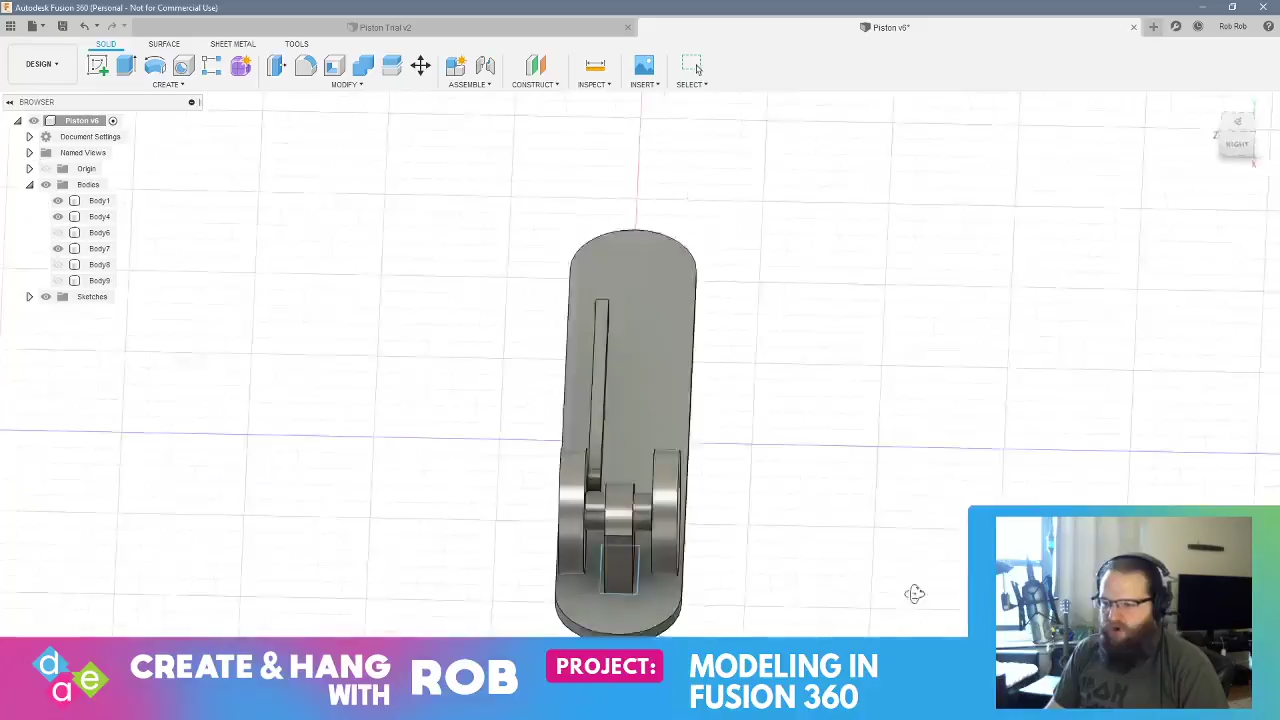 Autodesk Fusion 360 (Personal - Not for Commercial Use)
Piston Trial v2
Piston v6*
Rob Rob
DESIGN
SOLID
SURFACE
SHEET METAL
TOOLS
CREATE
MODIFY
ASSEMBLE
CONSTRUCT
INSPECT
INSERT
SELECT
BROWSER
Piston v6
Document Settings
Named Views
Origin
Bodies
Body1
Body4
Body6
Body7
Body8
Body9
Sketches
RIGHT
Z
X
dae
CREATE & HANG
WITH
ROB
PROJECT:
MODELING IN
FUSION 360